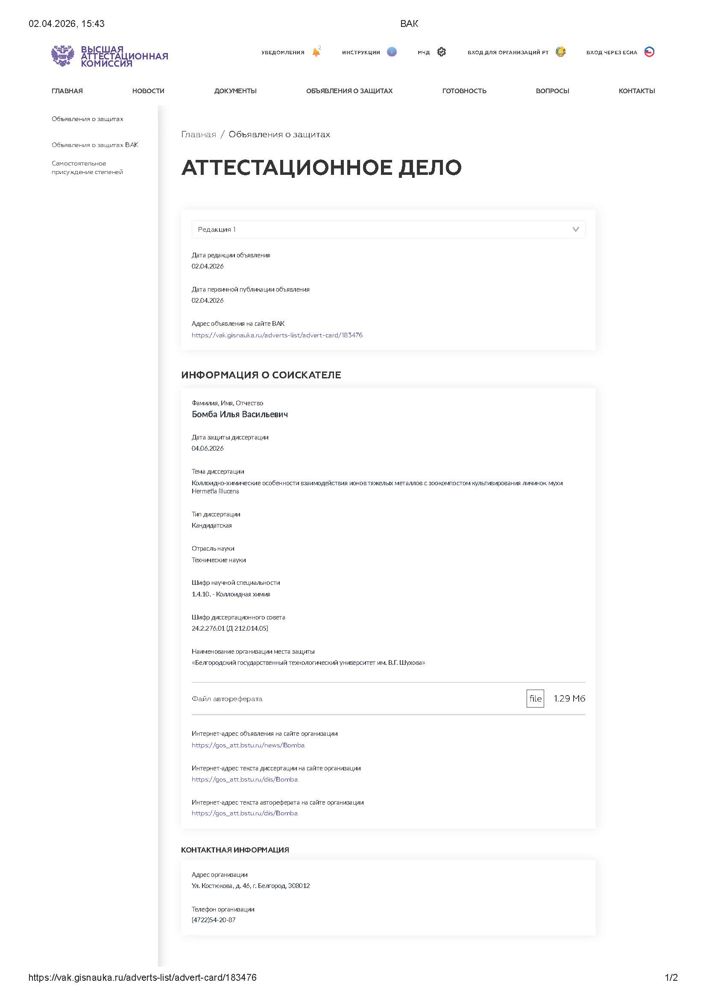 02.04.2026, 15:43
ВАК
ВЫСШАЯ
АТТЕСТАЦИОННАЯ
КОМИССИЯ
УВЕДОМЛЕНИЯ 2
ИНСТРУКЦИИ i
МЧД
ВХОД ДЛЯ ОРГАНИЗАЦИЙ РТ
ВХОД ЧЕРЕЗ ЕСИА
ГЛАВНАЯ
НОВОСТИ
ДОКУМЕНТЫ
ОБЪЯВЛЕНИЯ О ЗАЩИТАХ
ГОТОВНОСТЬ
ВОПРОСЫ
КОНТАКТЫ
Объявления о защитах
Объявления о защитах ВАК
Самостоятельное
присуждение степеней
Главная / Объявления о защитах
АТТЕСТАЦИОННОЕ ДЕЛО
Редакция 1
Дата редакции объявления
02.04.2026
Дата первичной публикации объявления
02.04.2026
Адрес объявления на сайте ВАК
https://vak.gisnauka.ru/adverts-list/advert-card/183476
ИНФОРМАЦИЯ О СОИСКАТЕЛЕ
Фамилия, Имя, Отчество
Бомба Илья Васильевич
Дата защиты диссертации
04.06.2026
Тема диссертации
Коллоидно-химические особенности взаимодействия ионов тяжелых металлов с зоокомпостом культивирования личинок мухи
Hermetia illucens
Тип диссертации
Кандидатская
Отрасль науки
Технические науки
Шифр научной специальности
1.4.10. - Коллоидная химия
Шифр диссертационного совета
24.2.276.01 (Д 212.014.05)
Наименование организации места защиты
«Белгородский государственный технологический университет им. В.Г. Шухова»
Файл автореферата file 1.29 Мб
Интернет-адрес объявления на сайте организации
https://gos_att.bstu.ru/news/Bomba
Интернет-адрес текста диссертации на сайте организации
https://gos_att.bstu.ru/dis/Bomba
Интернет-адрес текста автореферата на сайте организации
https://gos_att.bstu.ru/dis/Bomba
КОНТАКТНАЯ ИНФОРМАЦИЯ
Адрес организации
Ул. Костюкова, д. 46, г. Белгород, 308012
Телефон организации
(4722)54-20-87
https://vak.gisnauka.ru/adverts-list/advert-card/183476
1/2